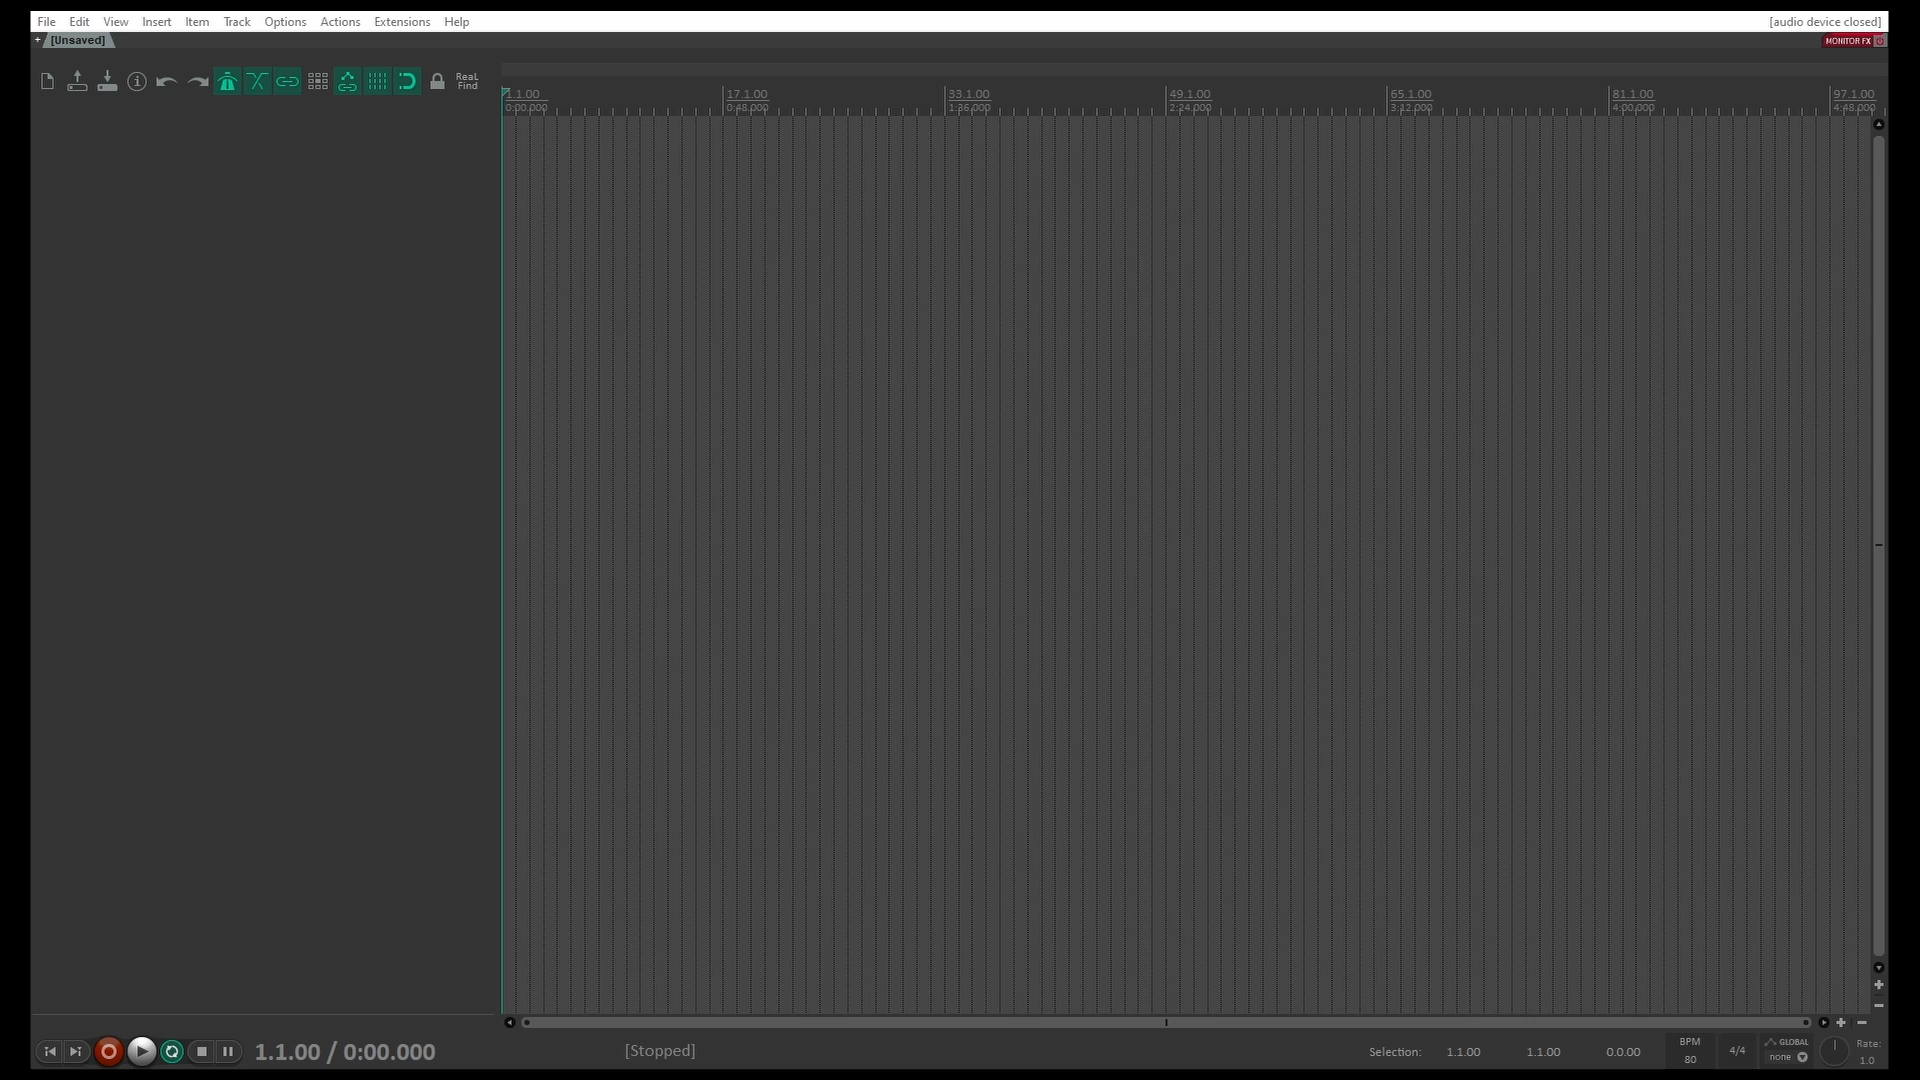 File Edit View Insert Item Track Options Actions Extensions Help [audio device closed]
+ [Unsaved] MONITOR FX
ReaL
Find
1.1.00 17.1.00 33.1.00 49.1.00 65.1.00 81.1.00 97.1.00
0:00.000 0:48.000 1:36.000 2:24.000 3:12.000 4:00.000 4:48.000
1.1.00 / 0:00.000 [Stopped] Selection: 1.1.00 1.1.00 0.0.00
BPM
80
4/4
GLOBAL
none
Rate:
1.0